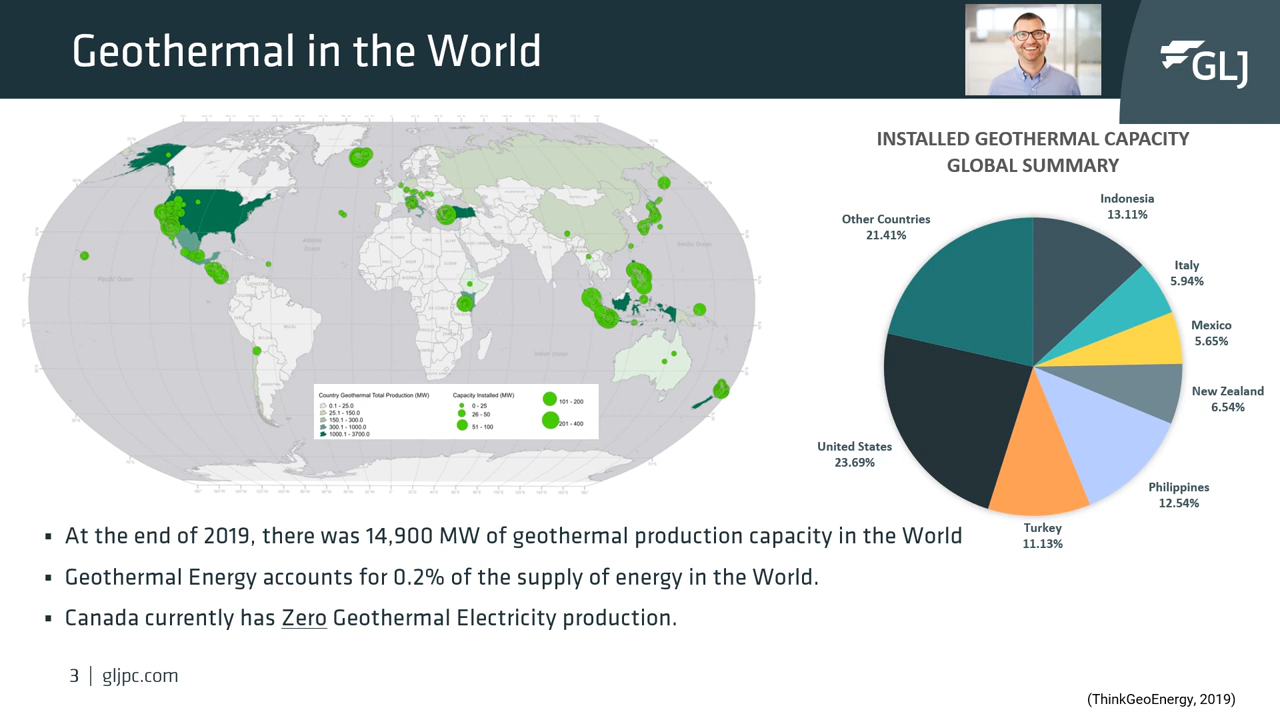 Geothermal in the World
GLJ
INSTALLED GEOTHERMAL CAPACITY
GLOBAL SUMMARY
Indonesia
13.11%
Italy
5.94%
Mexico
5.65%
New Zealand
6.54%
Philippines
12.54%
Turkey
11.13%
United States
23.69%
Other Countries
21.41%
Country Geothermal Total Production (MW)
0.1 - 25.0
25.1 - 150.0
150.1 - 300.0
300.1 - 1000.0
1000.1 - 3700.0
Capacity Installed (MW)
0 - 25
26 - 50
51 - 100
101 - 200
201 - 400
▪ At the end of 2019, there was 14,900 MW of geothermal production capacity in the World
▪ Geothermal Energy accounts for 0.2% of the supply of energy in the World.
▪ Canada currently has Zero Geothermal Electricity production.
3 | gljpc.com
(ThinkGeoEnergy, 2019)